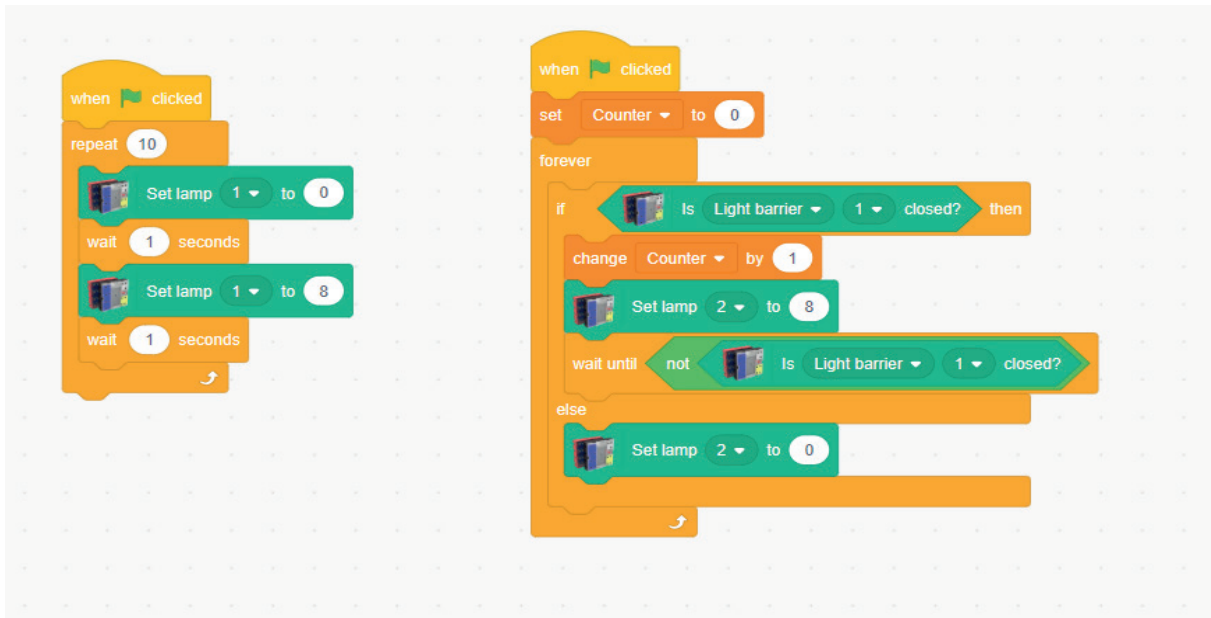 when clicked
repeat 10
Set lamp 1 to 0
wait 1 seconds
Set lamp 1 to 8
wait 1 seconds
when clicked
set Counter to 0
forever
if Is Light barrier 1 closed? then
change Counter by 1
Set lamp 2 to 8
wait until not Is Light barrier 1 closed?
else
Set lamp 2 to 0